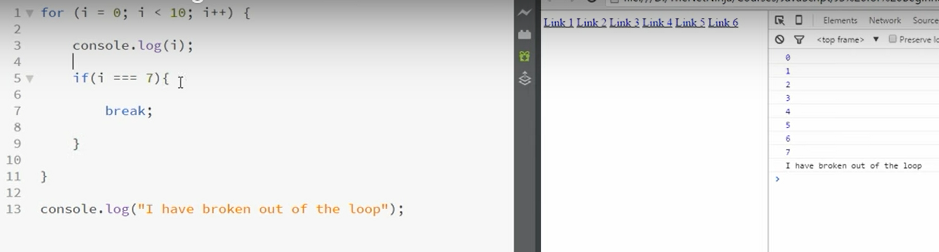 1 for (i = 0; i < 10; i++) {
2
3 console.log(i);
4
5 if(i === 7){
6
7 break;
8
9 }
10
11 }
12
13 console.log("I have broken out of the loop");
Link 1 Link 2 Link 3 Link 4 Link 5 Link 6
Elements Network Source
<top frame> Preserve lo
0
1
2
3
4
5
6
7
I have broken out of the loop
>